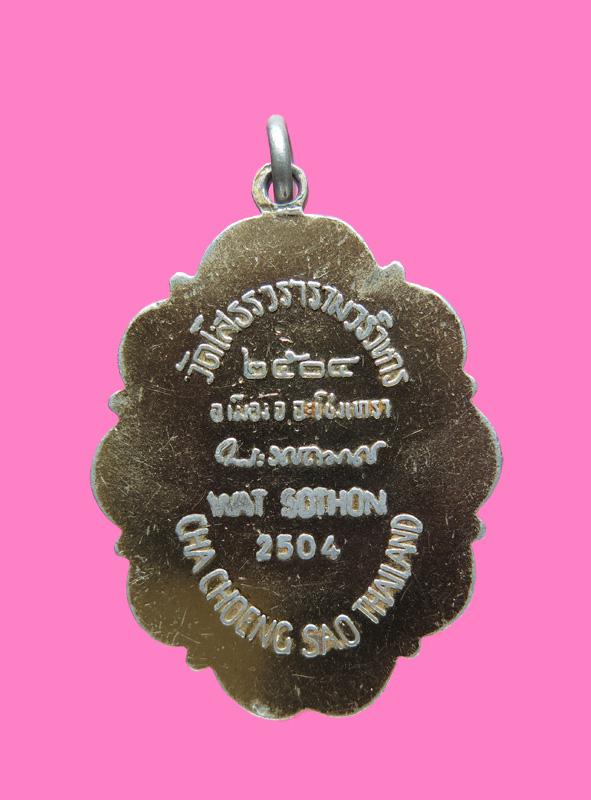 วัดโสธรวรารามวรวิหาร
๒๕๐๔
อ.เมือง จ.ฉะเชิงเทรา
WAT SOTHON
2504
CHA CHOENG SAO THAILAND